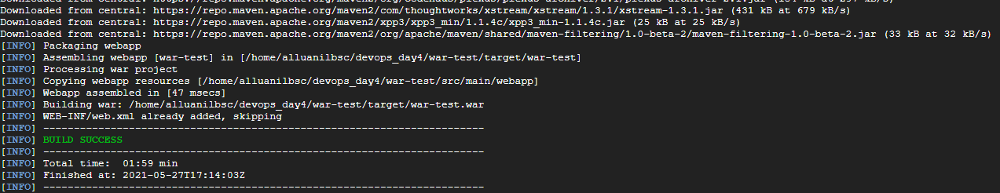 Downloaded from central: https://repo.maven.apache.org/maven2/com/thoughtworks/xstream/xstream/1.3.1/xstream-1.3.1.jar (431 kB at 679 kB/s)
Downloaded from central: https://repo.maven.apache.org/maven2/xpp3/xpp3_min/1.1.4c/xpp3_min-1.1.4c.jar (25 kB at 25 kB/s)
Downloaded from central: https://repo.maven.apache.org/maven2/org/apache/maven/shared/maven-filtering/1.0-beta-2/maven-filtering-1.0-beta-2.jar (33 kB at 32 kB/s)
[INFO] Packaging webapp
[INFO] Assembling webapp [war-test] in [/home/alluanilbsc/devops_day4/war-test/target/war-test]
[INFO] Processing war project
[INFO] Copying webapp resources [/home/alluanilbsc/devops_day4/war-test/src/main/webapp]
[INFO] Webapp assembled in [47 msecs]
[INFO] Building war: /home/alluanilbsc/devops_day4/war-test/target/war-test.war
[INFO] WEB-INF/web.xml already added, skipping
[INFO] ------------------------------------------------------------------------
[INFO] BUILD SUCCESS
[INFO] ------------------------------------------------------------------------
[INFO] Total time:  01:59 min
[INFO] Finished at: 2021-05-27T17:14:03Z
[INFO] ------------------------------------------------------------------------